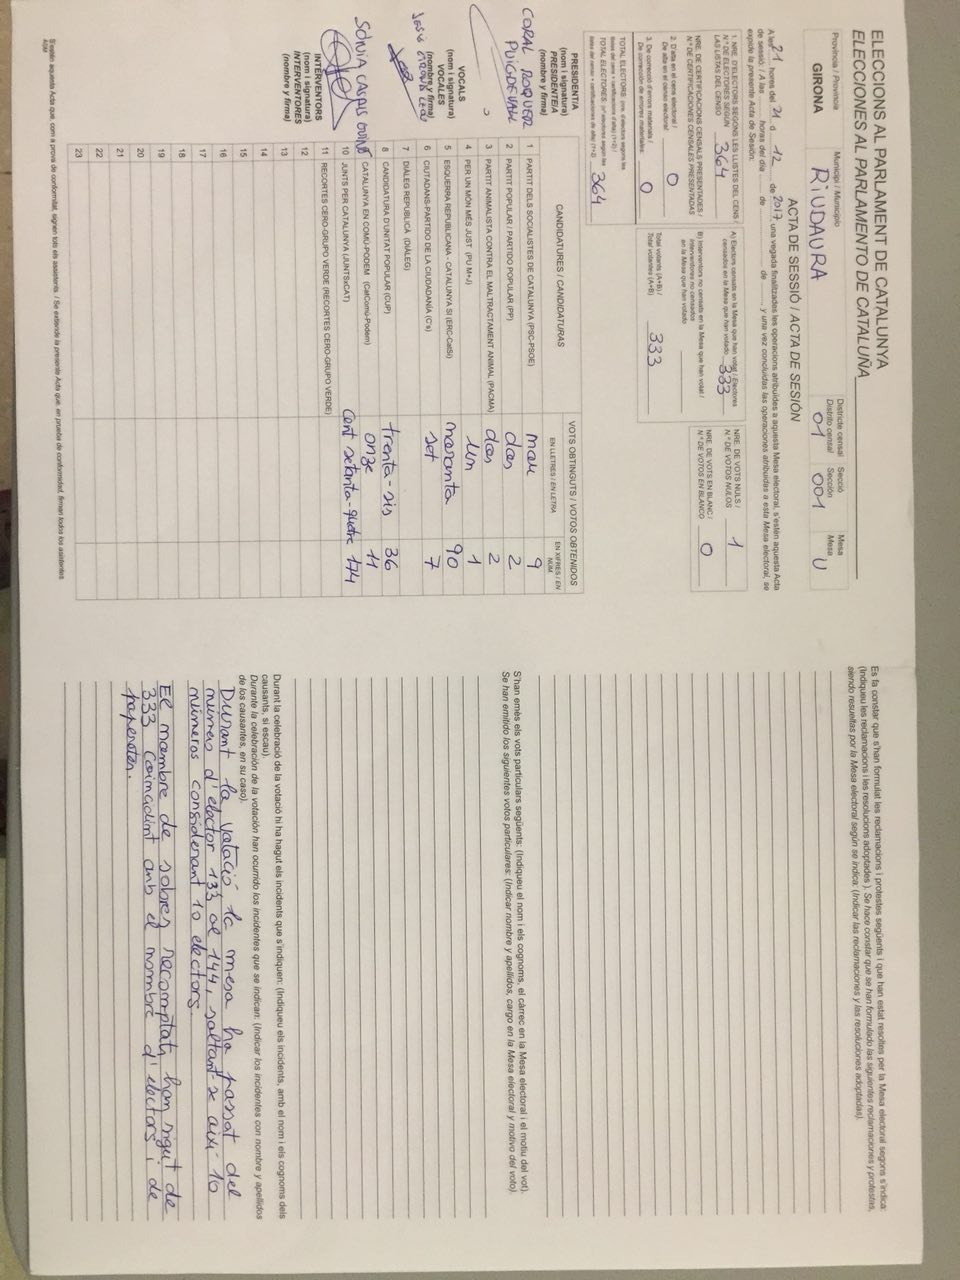 ELECCIONS AL PARLAMENT DE CATALUNYA
ELECCIONES AL PARLAMENTO DE CATALUÑA
Província / Provincia
GIRONA
Municipi / Municipio
RIUDAURA
Districte censal
Distrito censal
01
Secció
Sección
001
Mesa
Mesa
U
ACTA DE SESSIÓ / ACTA DE SESIÓN
A les 21 hores del 21 d 12 de 2017 una vegada finalitzades les operacions atribuïdes a aquesta Mesa electoral, s'estén aquesta Acta
de sessió / A las ....... horas del día ....... de ....... de ......., y una vez concluidas las operaciones atribuidas a esta Mesa electoral, se
expide la presente Acta de Sesión.
1. NRE. D'ELECTORS SEGONS LES LLISTES DEL CENS /
N.º DE ELECTORES SEGÚN
LAS LISTAS DEL CENSO
364
NRE. DE CERTIFICACIONS CENSALS PRESENTADES /
N.º DE CERTIFICACIONES CENSALES PRESENTADAS
2. D'alta en el cens electoral /
De alta en el censo electoral
0
3. De correcció d'errors materials /
De corrección de errores materiales:
0
TOTAL ELECTORS
TOTAL ELECTORES:
364
A) Electors censats en la Mesa que han votat / Electores
censados en la Mesa que han votado
333
B) Interventors no censats en la Mesa que han votat /
Interventores no censados
en la Mesa que han votado
Total votants (A+B) /
Total votantes (A+B)
333
NRE. DE VOTS NULS /
N.º DE VOTOS NULOS
1
NRE. DE VOTS EN BLANC /
N.º DE VOTOS EN BLANCO
0
PRESIDENT/A
(nom i signatura)
PRESIDENTE/A
(nombre y firma)
CORAL ROQUER
PUIGDEVALL
VOCALS
(nom i signatura)
VOCALES
(nombre y firma)
JESÚS
SÒNIA CASALS
INTERVENTORS
(nom i signatura)
INTERVENTORES
(nombre y firma)
CANDIDATURES / CANDIDATURAS
VOTS OBTINGUTS / VOTOS OBTENIDOS
EN LLETRES / EN LETRA
EN XIFRES / EN NÚM.
1 PARTIT DELS SOCIALISTES DE CATALUNYA (PSC-PSOE) nou 9
2 PARTIT POPULAR / PARTIDO POPULAR (PP) dos 2
3 PARTIT ANIMALISTA CONTRA EL MALTRACTAMENT ANIMAL (PACMA) dos 2
4 PER UN MÓN MÉS JUST (PUM+J) un 1
5 ESQUERRA REPUBLICANA - CATALUNYA SÍ (ERC-CatSí) noranta 90
6 CIUTADANS-PARTIDO DE LA CIUDADANÍA (C's) set 7
7 DIÀLEG REPUBLICÀ (DIÀLEG)
8 CANDIDATURA D'UNITAT POPULAR (CUP) trenta-sis 36
9 CATALUNYA EN COMÚ-PODEM (CatComú-Podem) onze 11
10 JUNTS PER CATALUNYA (JUNTSxCAT) Cent setanta-quatre 174
11 RECORTES CERO-GRUPO VERDE (RECORTES CERO-GRUPO VERDE)
12
13
14
15
16
17
18
19
20
21
22
23
S'estén aquesta Acta que, com a prova de conformitat, signen tots els assistents. / Se extiende la presente Acta que, en prueba de conformidad, firman todos los asistentes.
Es fa constar que s'han formulat les reclamacions i protestes següents i que han estat resoltes per la Mesa electoral segons s'indica:
(Indiqueu les reclamacions i les resolucions adoptades). Se hace constar que se han formulado las siguientes reclamaciones y protestas,
siendo resueltas por la Mesa electoral según se indica: (Indicar las reclamaciones y las resoluciones adoptadas).
S'han emès els vots particulars següents: (Indiqueu el nom i els cognoms, el càrrec en la Mesa electoral i el motiu del vot).
Se han emitido los siguientes votos particulares: (Indicar nombre y apellidos, cargo en la Mesa electoral y motivo del voto).
Durant la celebració de la votació hi ha hagut els incidents que s'indiquen: (Indiqueu els incidents, amb el nom i els cognoms dels
causants, si escau).
Durante la celebración de la votación han ocurrido los incidentes que se indican: (Indicar los incidentes con nombre y apellidos
de los causantes, en su caso).
Durant la votació la mesa ha passat del
número d'elector 133 al 144, saltant-se així 10
números considerant 10 electors.
El nombre de sobres recomptats han sigut de
333 coincidint amb el nombre d'electors i de
paperetes.